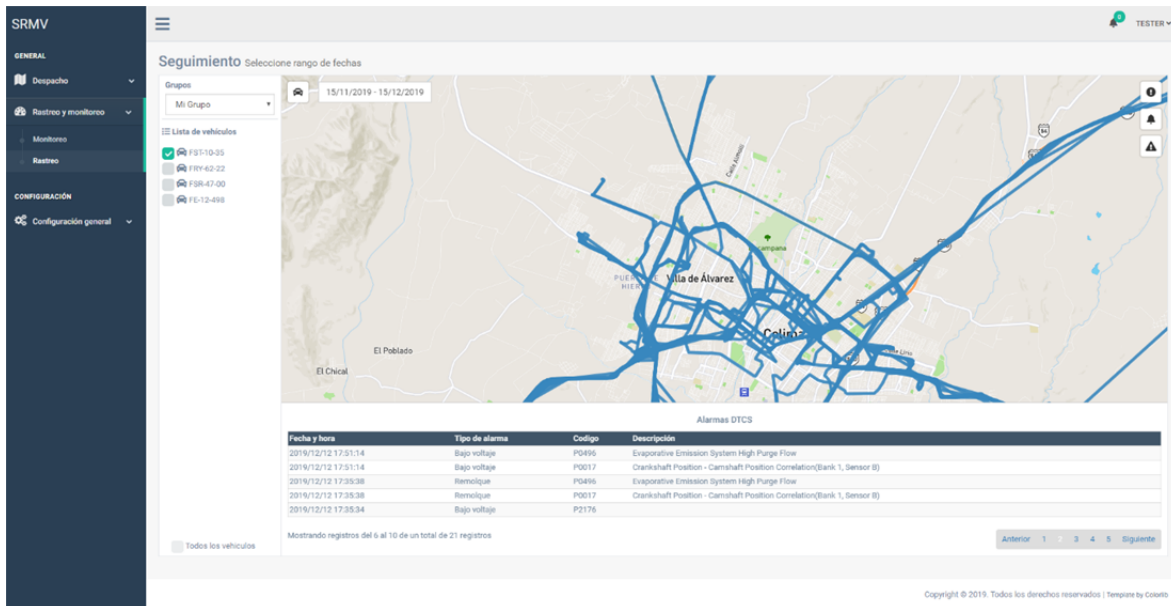 SRMV
0
TESTER
GENERAL
Despacho
Rastreo y monitoreo
Monitoreo
Rastreo
CONFIGURACIÓN
Configuración general
Seguimiento Seleccione rango de fechas
Grupos
Mi Grupo
Lista de vehículos
FST-10-35
FRY-62-22
FSR-47-00
FE-12-498
Todos los vehiculos
15/11/2019 - 15/12/2019
Villa de Álvarez
Colima
El Poblado
El Chical
Alarmas DTCS
Fecha y hora Tipo de alarma Codigo Descripción
2019/12/12 17:51:14 Bajo voltaje P0496 Evaporative Emission System High Purge Flow
2019/12/12 17:51:14 Bajo voltaje P0017 Crankshaft Position - Camshaft Position Correlation(Bank 1, Sensor B)
2019/12/12 17:35:38 Remolque P0496 Evaporative Emission System High Purge Flow
2019/12/12 17:35:38 Remolque P0017 Crankshaft Position - Camshaft Position Correlation(Bank 1, Sensor B)
2019/12/12 17:35:34 Bajo voltaje P2176
Mostrando registros del 6 al 10 de un total de 21 registros
Anterior 1 2 3 4 5 Siguiente
Copyright © 2019. Todos los derechos reservados | Template by Colorlib